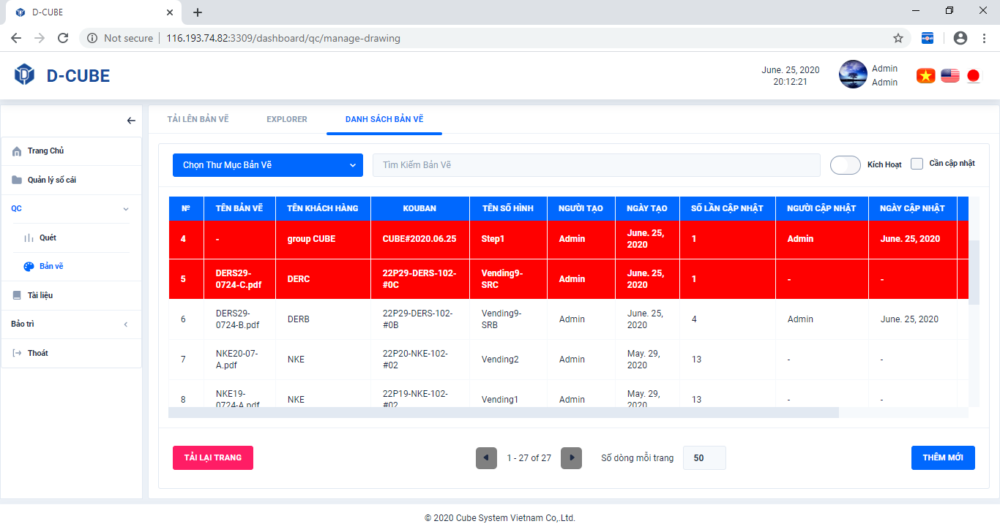 D-CUBE
Not secure
116.193.74.82:3309/dashboard/qc/manage-drawing
D-CUBE
June. 25, 2020
20:12:21
Admin
Admin
Trang Chủ
Quản lý sổ cái
QC
Quét
Bản vẽ
Tài liệu
Bảo trì
Thoát
TẢI LÊN BẢN VẼ
EXPLORER
DANH SÁCH BẢN VẼ
Chọn Thư Mục Bản Vẽ
Tìm Kiếm Bản Vẽ
Kích Hoạt
Cần cập nhật
Nº TÊN BẢN VẼ TÊN KHÁCH HÀNG KOUBAN TÊN SỐ HÌNH NGƯỜI TẠO NGÀY TẠO SỐ LẦN CẬP NHẬT NGƯỜI CẬP NHẬT NGÀY CẬP NHẬT
4 - group CUBE CUBE#2020.06.25 Step1 Admin June. 25, 2020 1 Admin June. 25, 2020
5 DERS29-0724-C.pdf DERC 22P29-DERS-102-#0C Vending9-SRC Admin June. 25, 2020 1 - -
6 DERS29-0724-B.pdf DERB 22P29-DERS-102-#0B Vending9-SRB Admin June. 25, 2020 4 Admin June. 25, 2020
7 NKE20-07-A.pdf NKE 22P20-NKE-102-#02 Vending2 Admin May. 29, 2020 13 - -
8 NKE19-0724-A.pdf NKE 22P19-NKE-102-#02 Vending1 Admin May. 29, 2020 13 - -
TẢI LẠI TRANG
1 - 27 of 27
Số dòng mỗi trang
50
THÊM MỚI
© 2020 Cube System Vietnam Co,.Ltd.